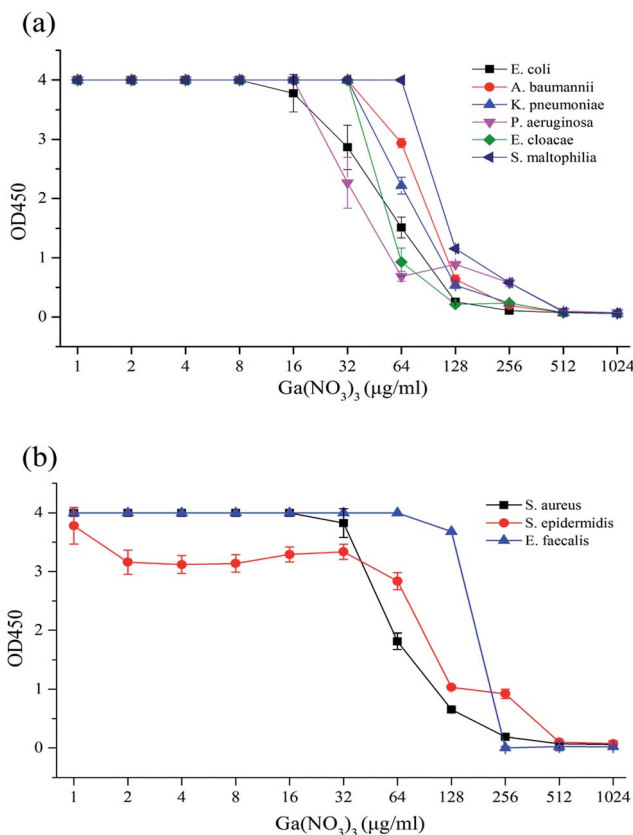 (a)
E. coli
A. baumannii
K. pneumoniae
P. aeruginosa
E. cloacae
S. maltophilia
OD450
4
3
2
1
0
1 2 4 8 16 32 64 128 256 512 1024
Ga(NO₃)₃ (μg/ml)
(b)
S. aureus
S. epidermidis
E. faecalis
OD450
4
3
2
1
0
1 2 4 8 16 32 64 128 256 512 1024
Ga(NO₃)₃ (μg/ml)